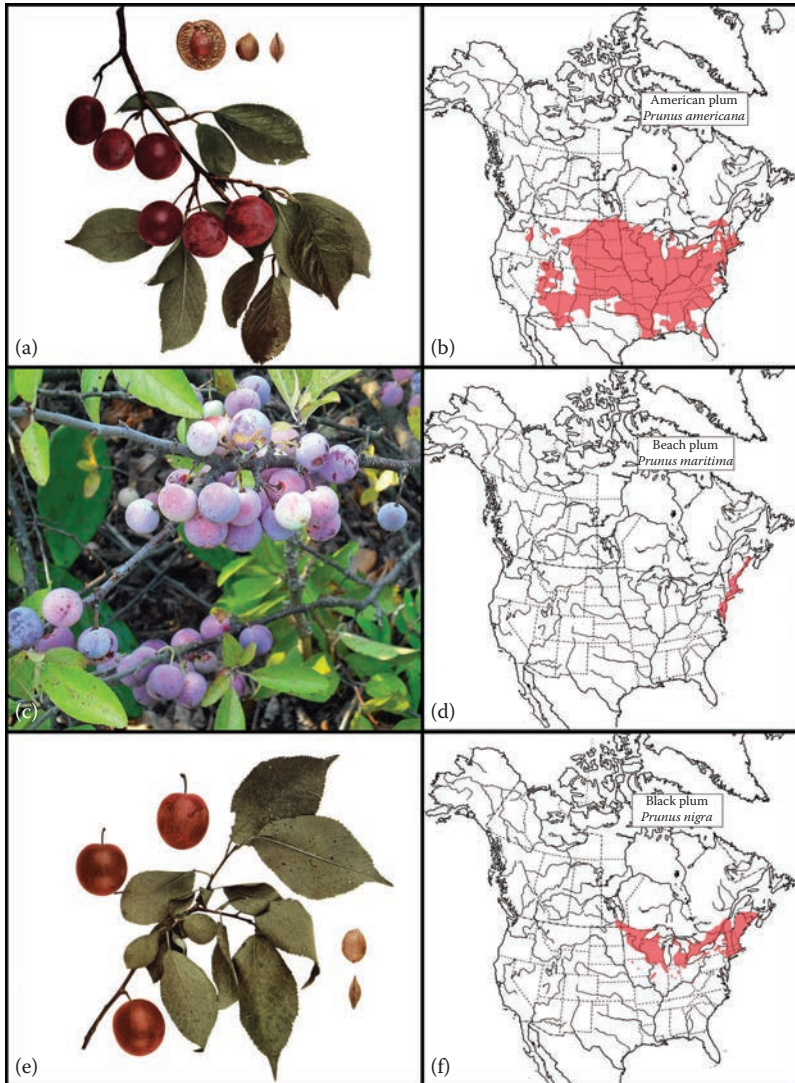 (a)
American plum
Prunus americana
(b)
(c)
Beach plum
Prunus maritima
(d)
(e)
Black plum
Prunus nigra
(f)